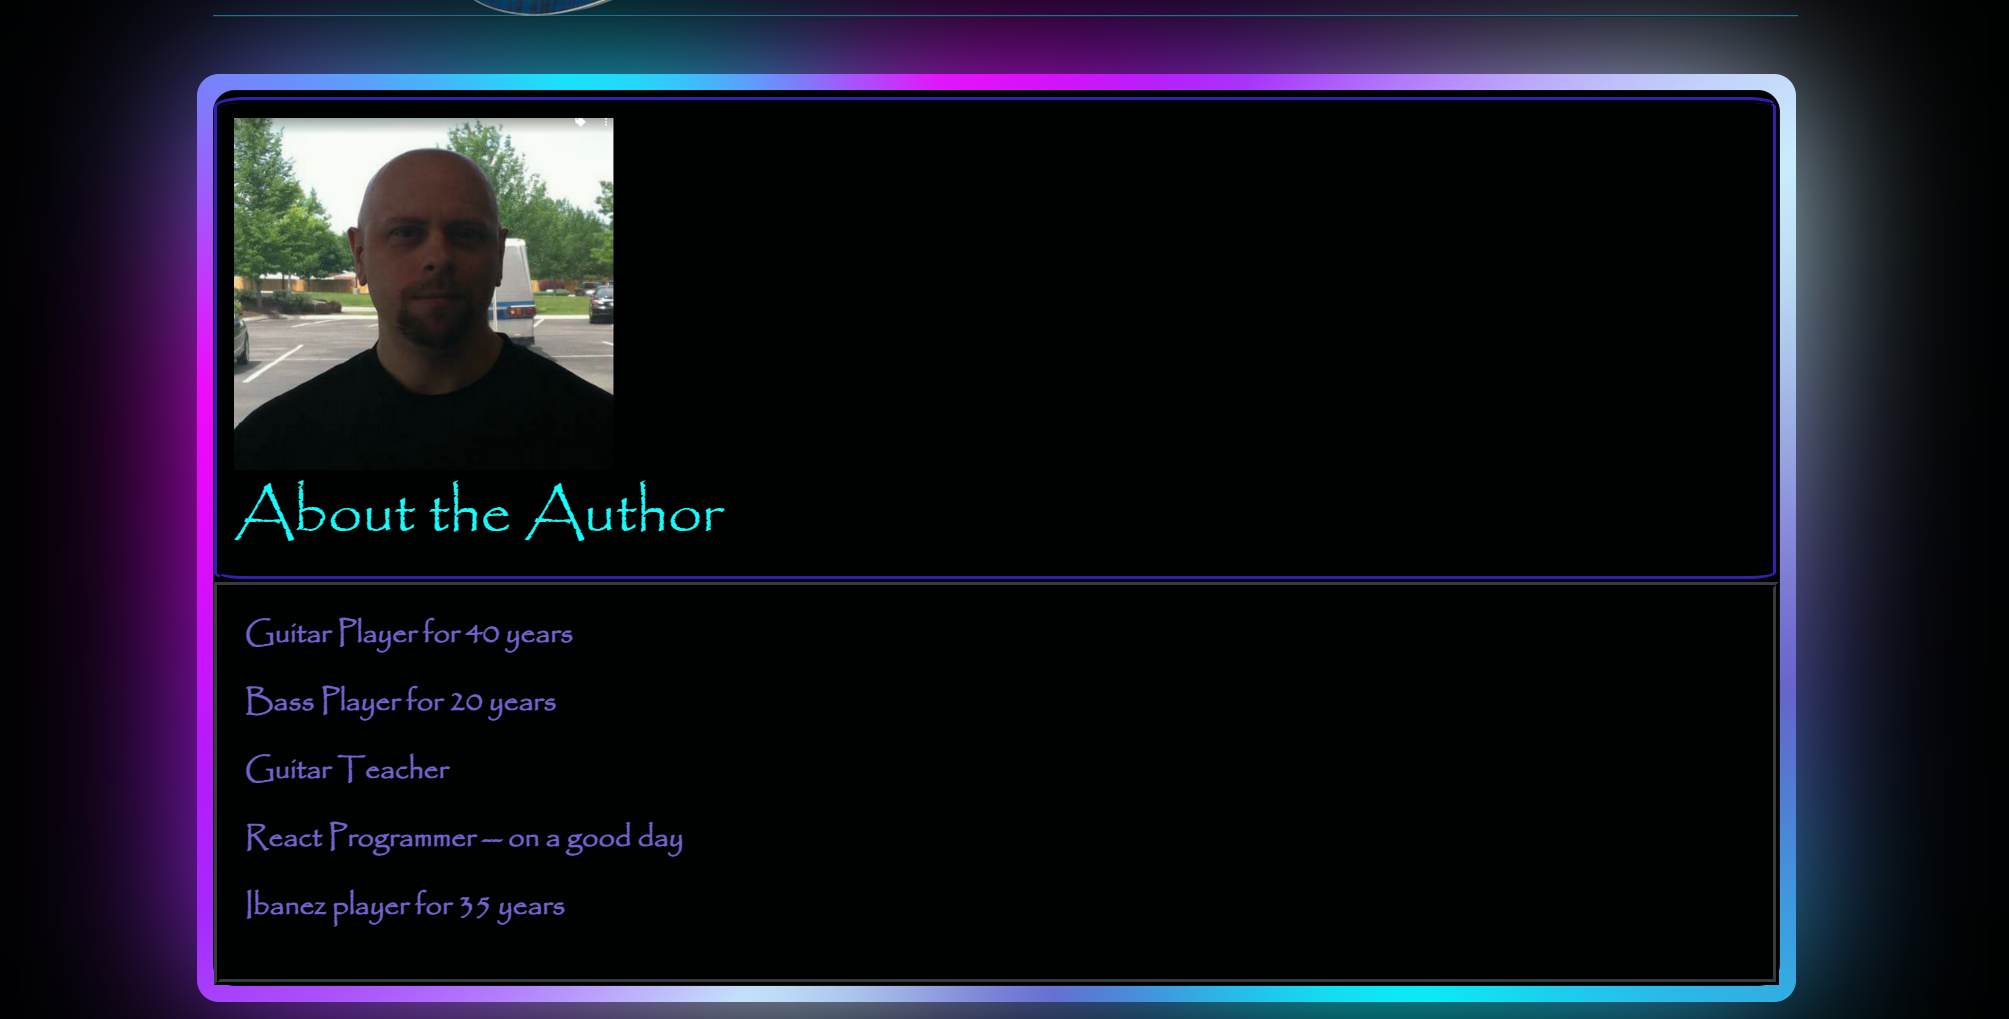 About the Author
Guitar Player for 40 years
Bass Player for 20 years
Guitar Teacher
React Programmer — on a good day
Ibanez player for 35 years